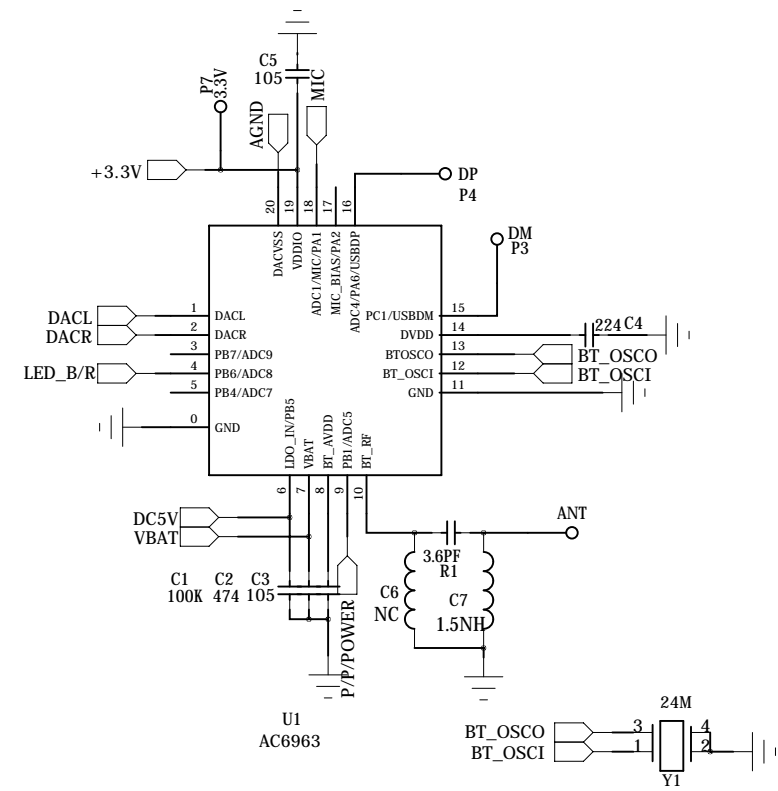 C5
105
P7
3.3V
AGND
MIC
+3.3V
DP
P4
20
19
18
17
16
DM
P3
DACVSS
VDDIO
ADC1/MIC/PA1
MIC_BIAS/PA2
ADC4/PA6/USBDP
DACL
1
DACL
PC1/USBDM
15
DACR
2
DACR
DVDD
14
224 C4
3
PB7/ADC9
BTOSCO
13
BT_OSCO
LED_B/R
4
PB6/ADC8
BT_OSCI
12
BT_OSCI
5
PB4/ADC7
GND
11
0
GND
LDO_IN/PB5
VBAT
BT_AVDD
PB1/ADC5
BT_RF
6
7
8
9
10
DC5V
VBAT
ANT
3.6PF
R1
C1
C2
C3
100K
474
105
C6
NC
C7
1.5NH
P/P/POWER
U1
AC6963
24M
BT_OSCO
3
4
BT_OSCI
1
2
Y1